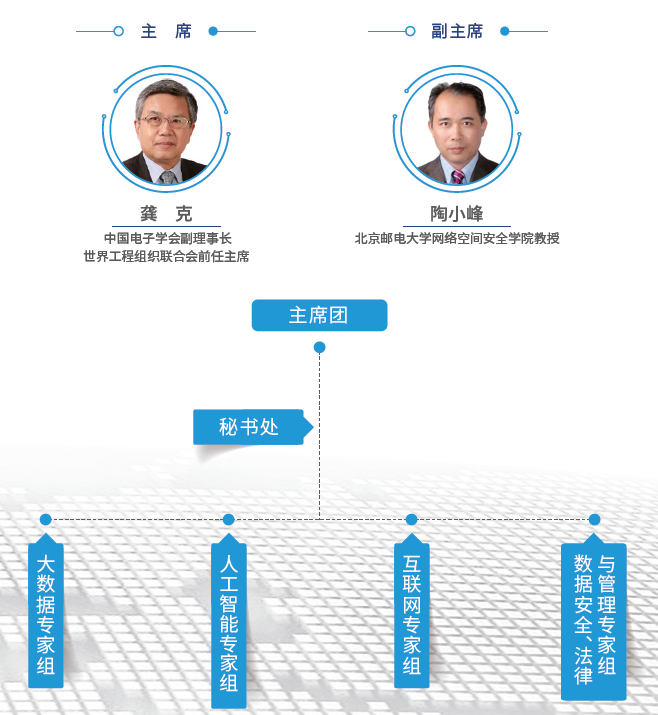 主 席
副主席
龚 克
中国电子学会副理事长
世界工程组织联合会前任主席
陶小峰
北京邮电大学网络空间安全学院教授
主席团
秘书处
大数据专家组
人工智能专家组
互联网专家组
数据安全、法律
与管理专家组